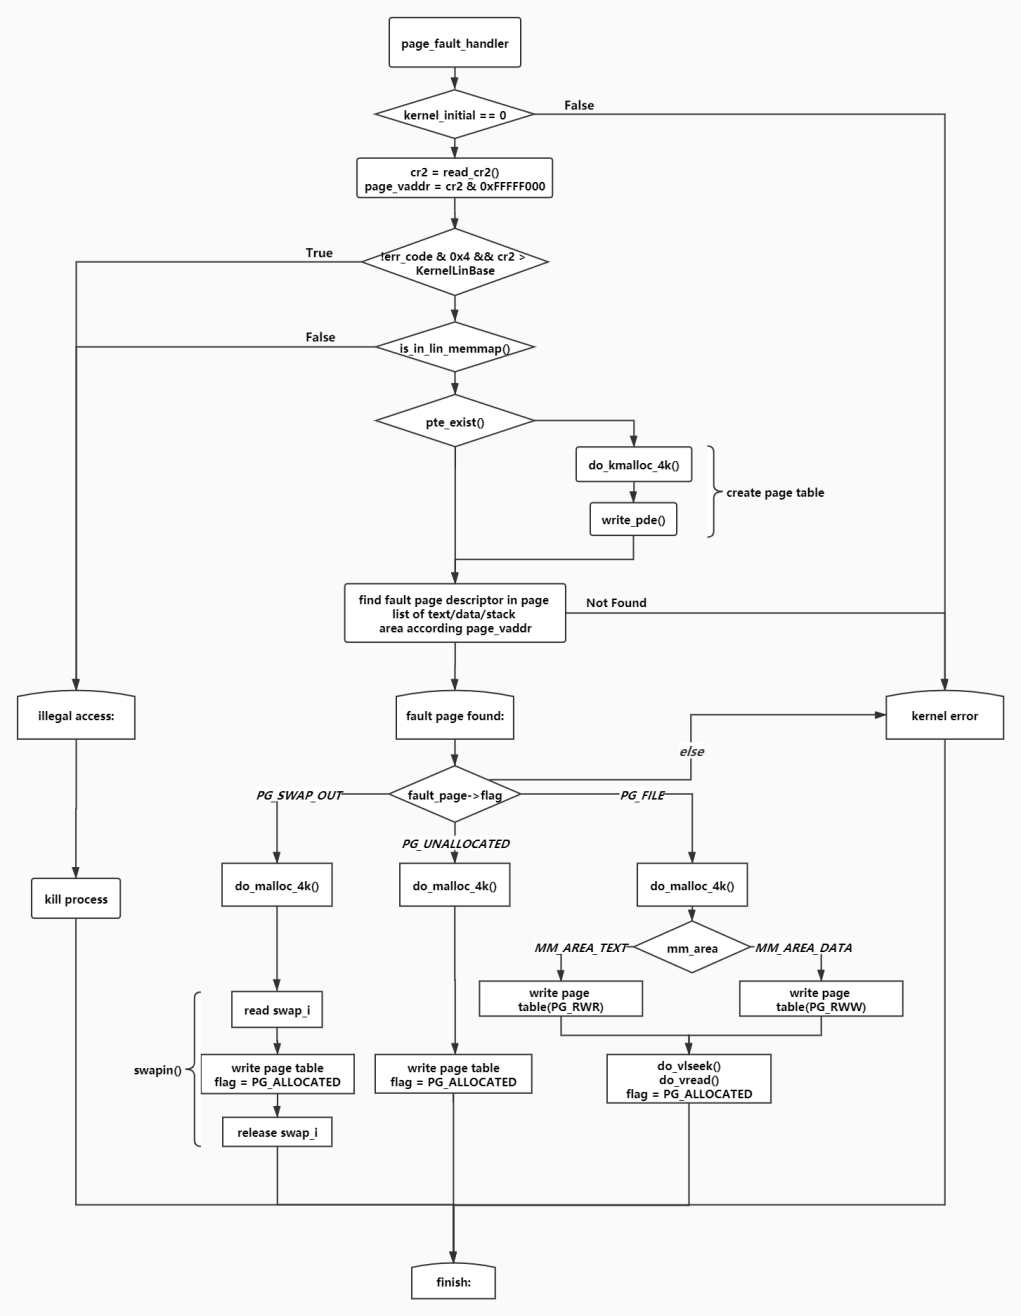 page_fault_handler
False
kernel_initial == 0
cr2 = read_cr2()
page_vaddr = cr2 & 0xFFFFF000
True
!err_code & 0x4 && cr2 >
KernelLinBase
False
is_in_lin_memmap()
pte_exist()
do_kmalloc_4k()
create page table
write_pde()
find fault page descriptor in page
list of text/data/stack
area according page_vaddr
Not Found
illegal access:
fault page found:
kernel error
else
PG_SWAP_OUT
fault_page->flag
PG_FILE
PG_UNALLOCATED
do_malloc_4k()
do_malloc_4k()
do_malloc_4k()
kill process
MM_AREA_TEXT
mm_area
MM_AREA_DATA
write page
table(PG_RWR)
write page
table(PG_RWW)
read swap_i
swapin()
write page table
flag = PG_ALLOCATED
write page table
flag = PG_ALLOCATED
do_vlseek()
do_vread()
flag = PG_ALLOCATED
release swap_i
finish: